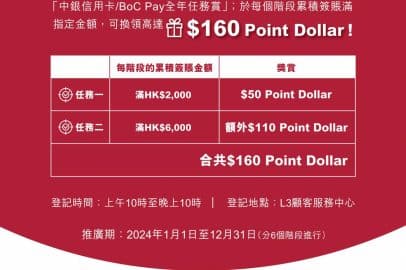 「中銀信用卡/BoC Pay全年任務賞」；於每個階段累積簽賬滿
指定金額，可換領高達 $160 Point Dollar！
每階段的累積簽賬金額 獎賞
任務一 滿HK$2,000 $50 Point Dollar
任務二 滿HK$6,000 額外$110 Point Dollar
合共$160 Point Dollar
登記時間：上午10時至晚上10時 | 登記地點：L3顧客服務中心
推廣期：2024年1月1日至12月31日(分6個階段進行)